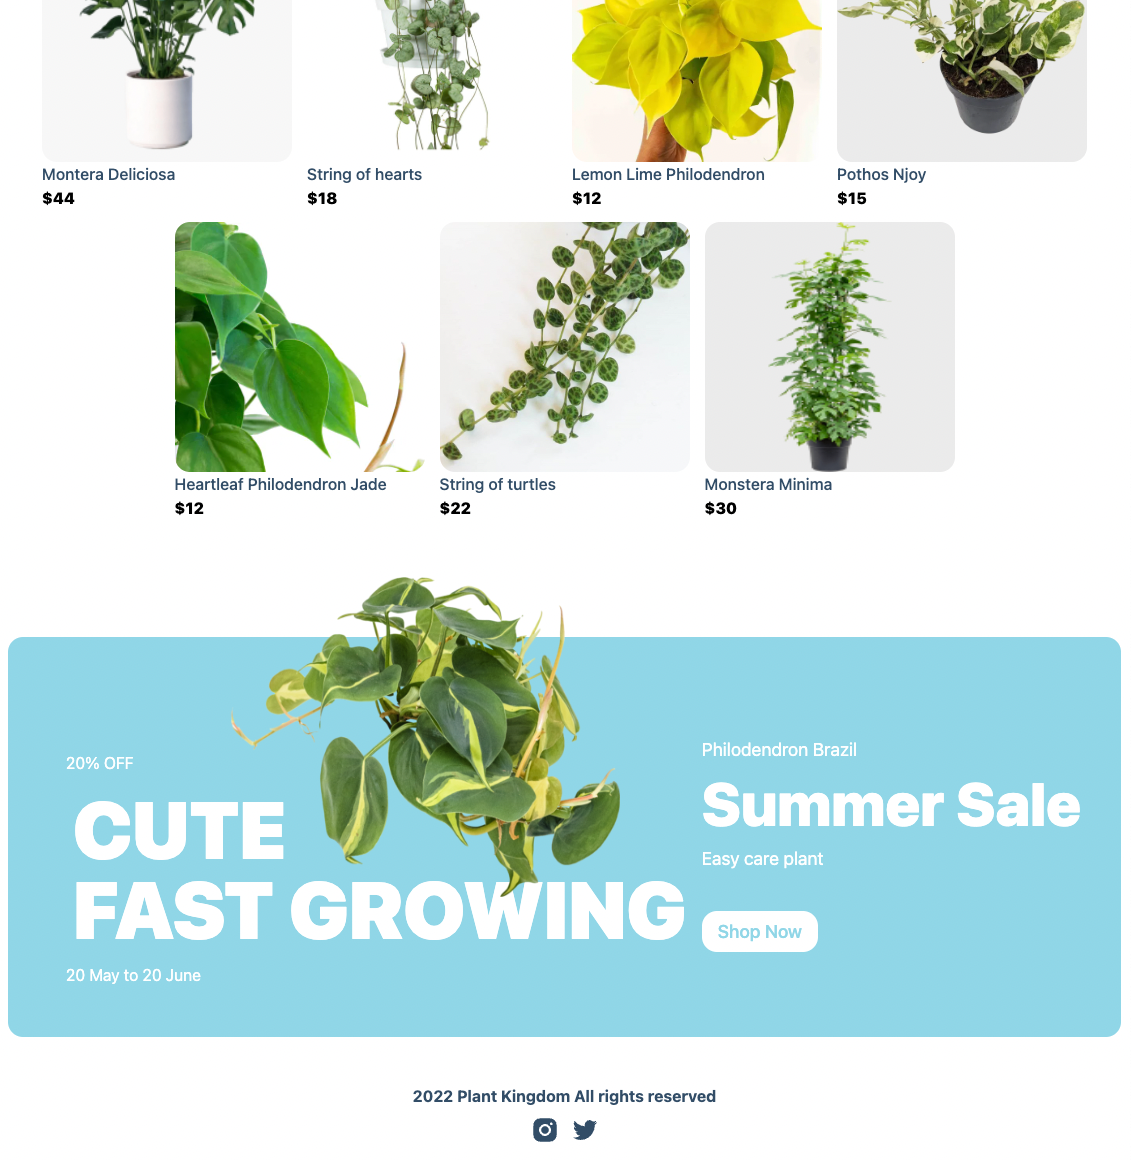 Montera Deliciosa
$44
String of hearts
$18
Lemon Lime Philodendron
$12
Pothos Njoy
$15
Heartleaf Philodendron Jade
$12
String of turtles
$22
Monstera Minima
$30
20% OFF
CUTE
FAST GROWING
20 May to 20 June
Philodendron Brazil
Summer Sale
Easy care plant
Shop Now
2022 Plant Kingdom All rights reserved